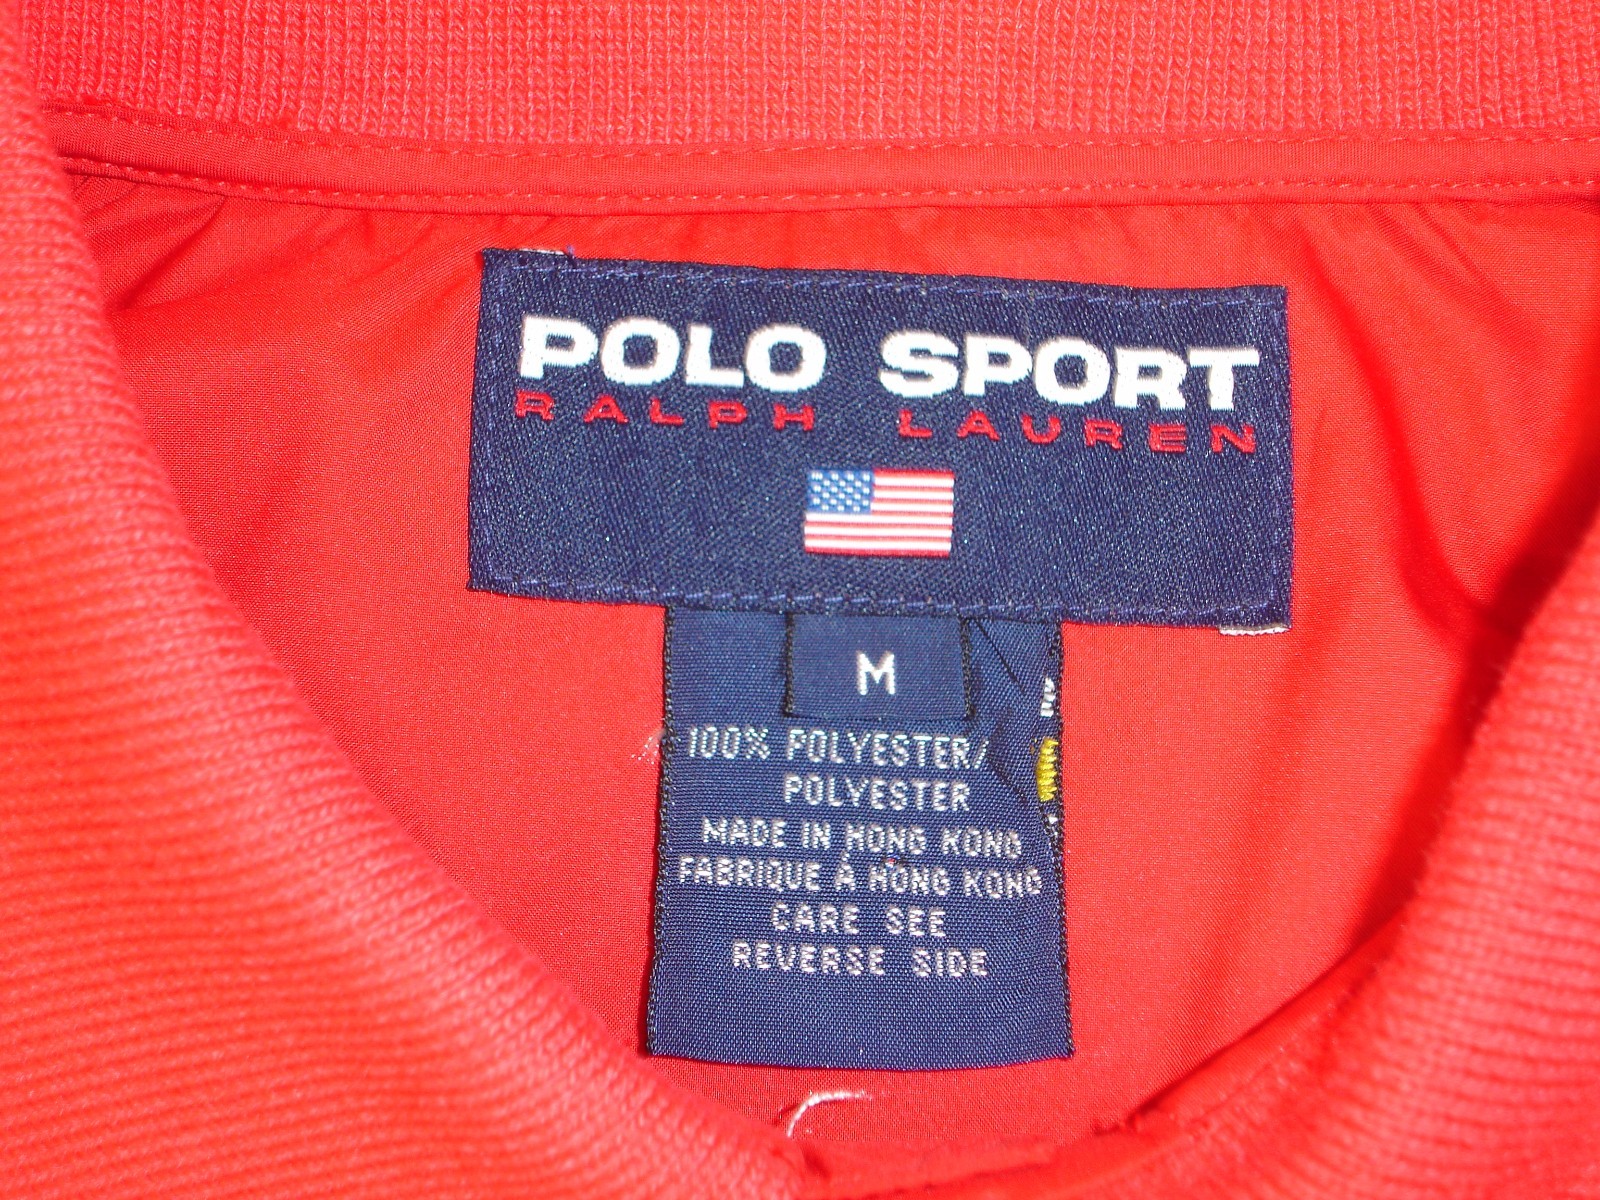 POLO SPORT
RALPH LAUREN
M
100% POLYESTER/
POLYESTER
MADE IN HONG KONG
FABRIQUE À HONG KONG
CARE SEE
REVERSE SIDE